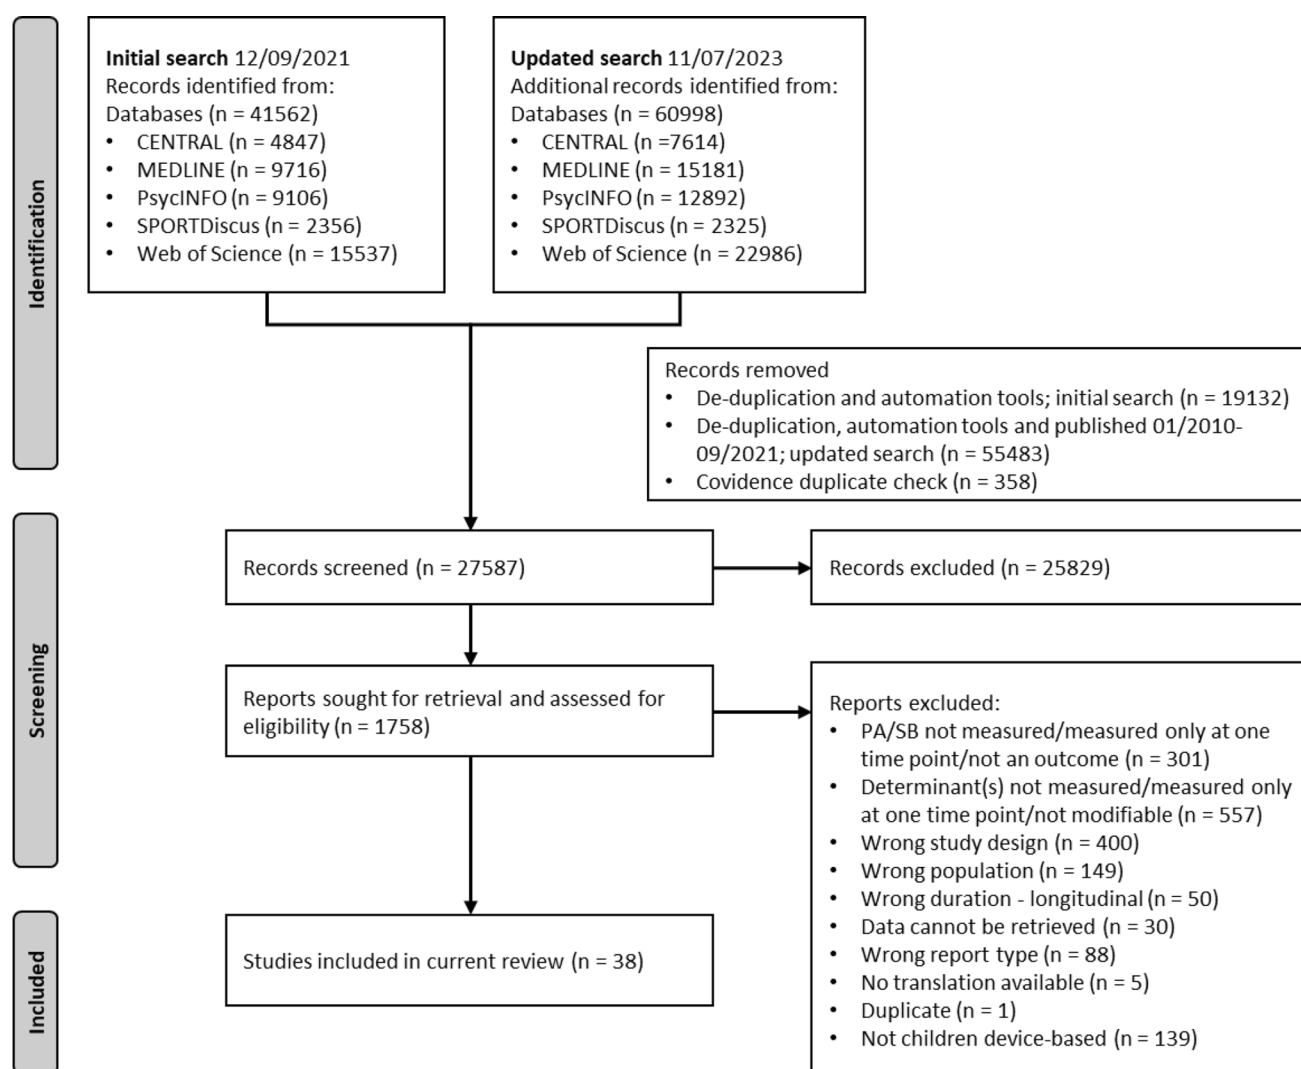 Identification
Initial search 12/09/2021
Records identified from:
Databases (n = 41562)
• CENTRAL (n = 4847)
• MEDLINE (n = 9716)
• PsycINFO (n = 9106)
• SPORTDiscus (n = 2356)
• Web of Science (n = 15537)
Updated search 11/07/2023
Additional records identified from:
Databases (n = 60998)
• CENTRAL (n =7614)
• MEDLINE (n = 15181)
• PsycINFO (n = 12892)
• SPORTDiscus (n = 2325)
• Web of Science (n = 22986)
Records removed
• De-duplication and automation tools; initial search (n = 19132)
• De-duplication, automation tools and published 01/2010-
09/2021; updated search (n = 55483)
• Covidence duplicate check (n = 358)
Screening
Records screened (n = 27587)
Records excluded (n = 25829)
Reports sought for retrieval and assessed for
eligibility (n = 1758)
Reports excluded:
• PA/SB not measured/measured only at one
time point/not an outcome (n = 301)
• Determinant(s) not measured/measured only
at one time point/not modifiable (n = 557)
• Wrong study design (n = 400)
• Wrong population (n = 149)
• Wrong duration - longitudinal (n = 50)
• Data cannot be retrieved (n = 30)
• Wrong report type (n = 88)
• No translation available (n = 5)
• Duplicate (n = 1)
• Not children device-based (n = 139)
Included
Studies included in current review (n = 38)